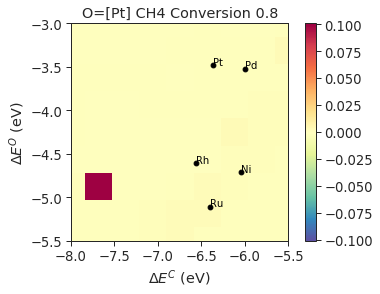 O=[Pt] CH4 Conversion 0.8
−3.0
−3.5
−4.0
−4.5
−5.0
−5.5
ΔE^O (eV)
Pt
Pd
Rh
Ni
Ru
−8.0 −7.5 −7.0 −6.5 −6.0 −5.5
ΔE^C (eV)
0.100
0.075
0.050
0.025
0.000
−0.025
−0.050
−0.075
−0.100